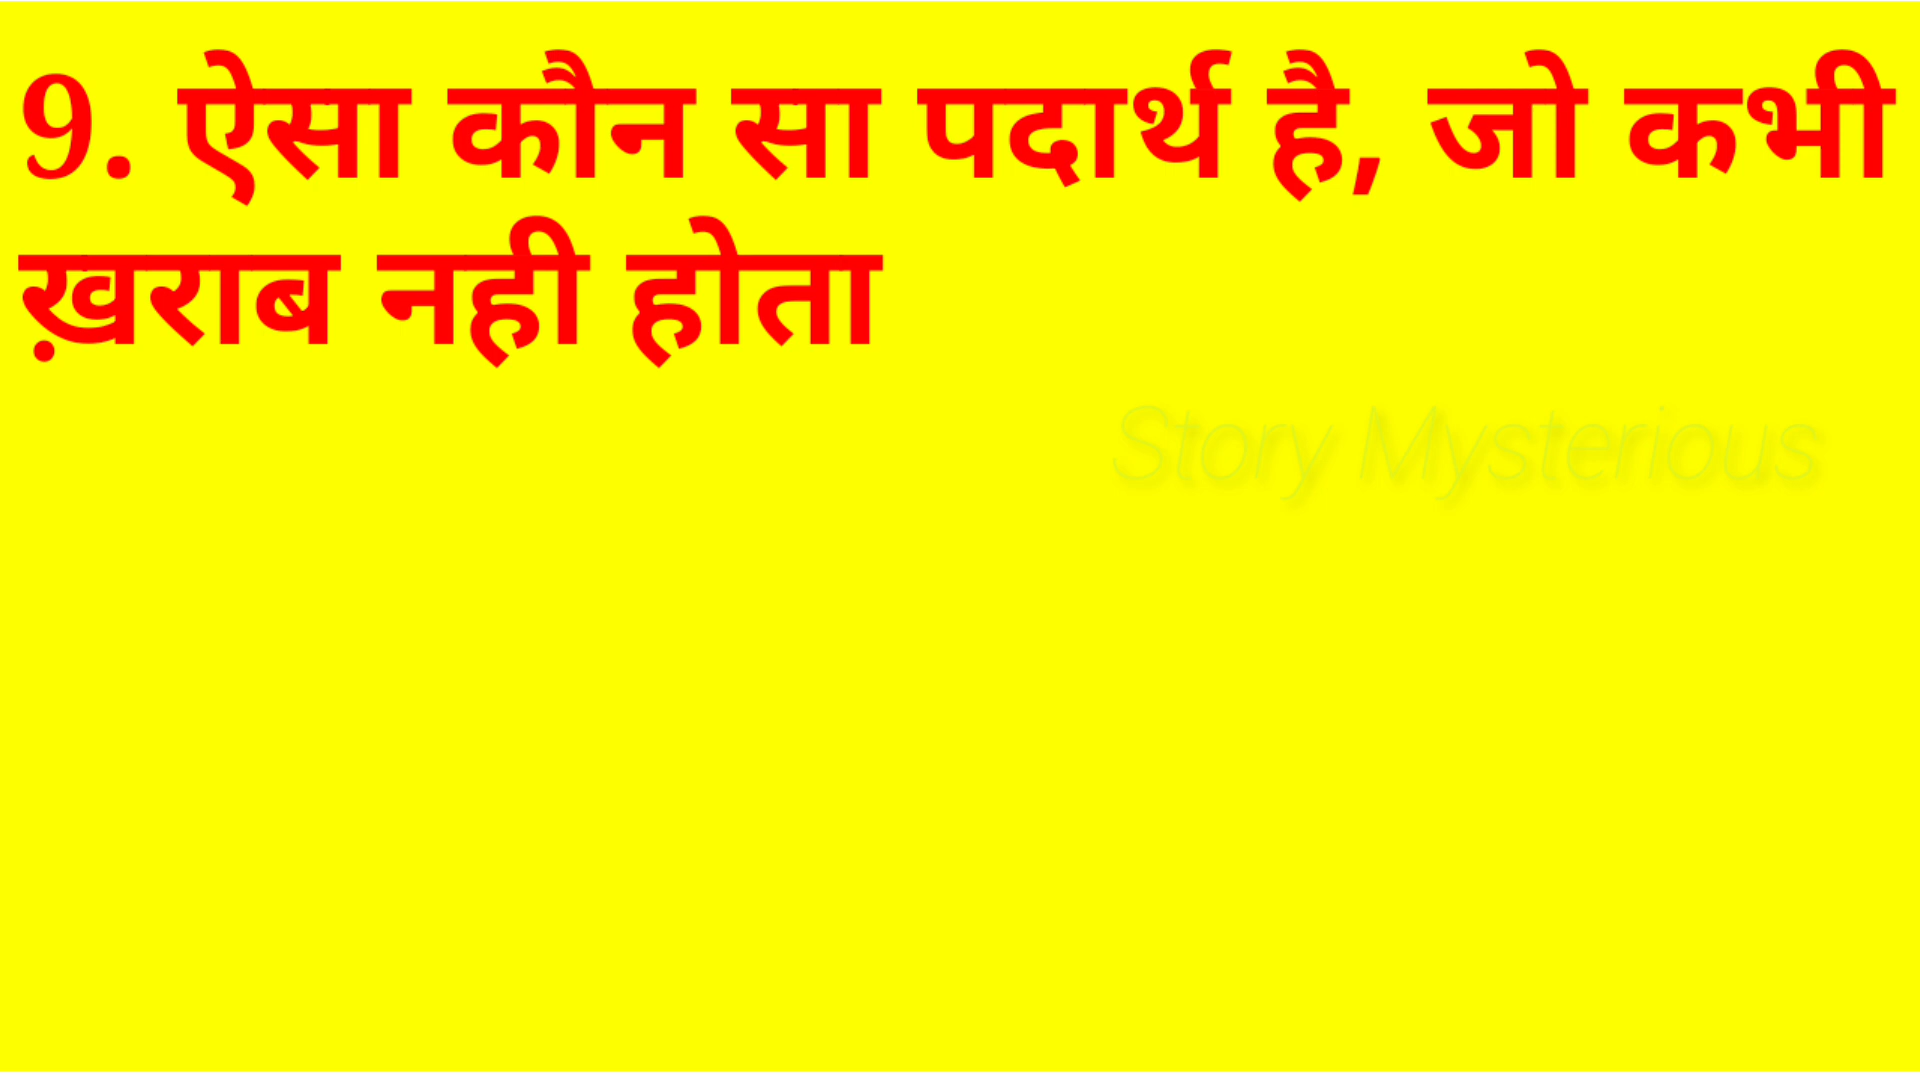 9. ऐसा कौन सा पदार्थ है, जो कभी
ख़राब नही होता
Story Mysterious